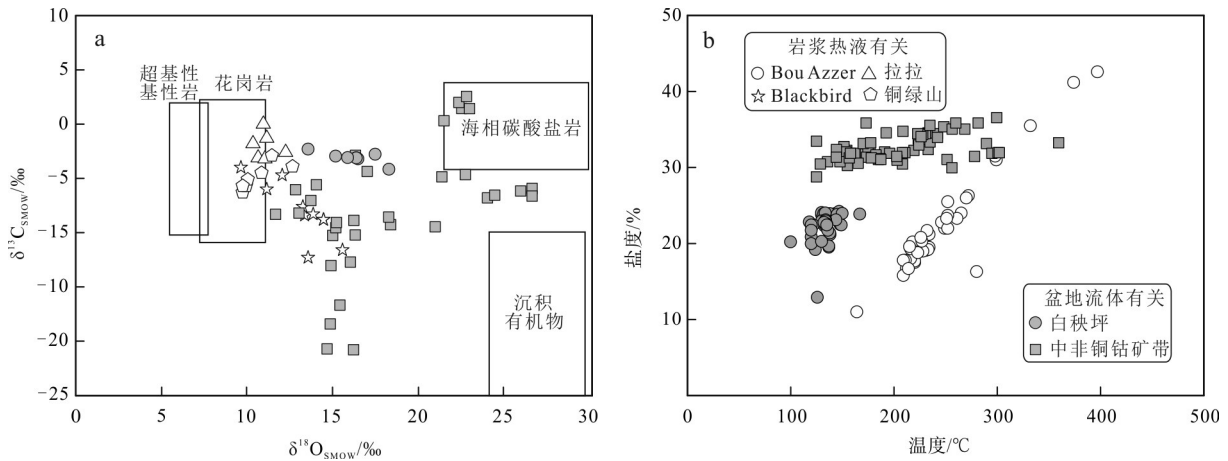 a
10
5
0
−5
−10
−15
−20
−25
δ¹³C_SMOW/‰
超基性
基性岩
花岗岩
海相碳酸盐岩
沉积
有机物
0
5
10
15
20
25
30
δ¹⁸O_SMOW/‰
b
50
40
30
20
10
盐度/%
岩浆热液有关
Bou Azzer 拉拉
Blackbird 铜绿山
盆地流体有关
白秧坪
中非铜钴矿带
0
100
200
300
400
500
温度/℃